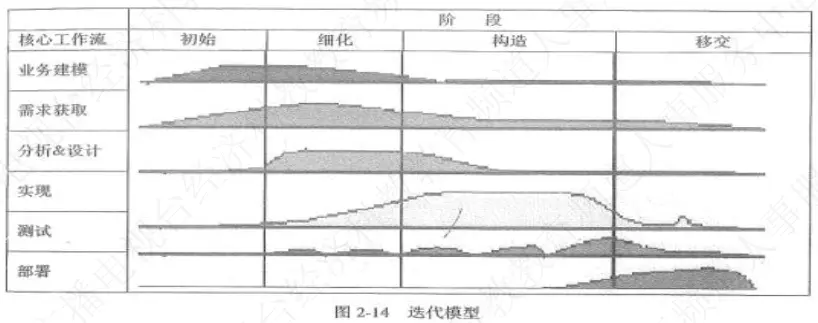 阶 段
核心工作流 初始 细化 构造 移交
业务建模
需求获取
分析&设计
实现
测试
部署
图 2-14 迭代模型